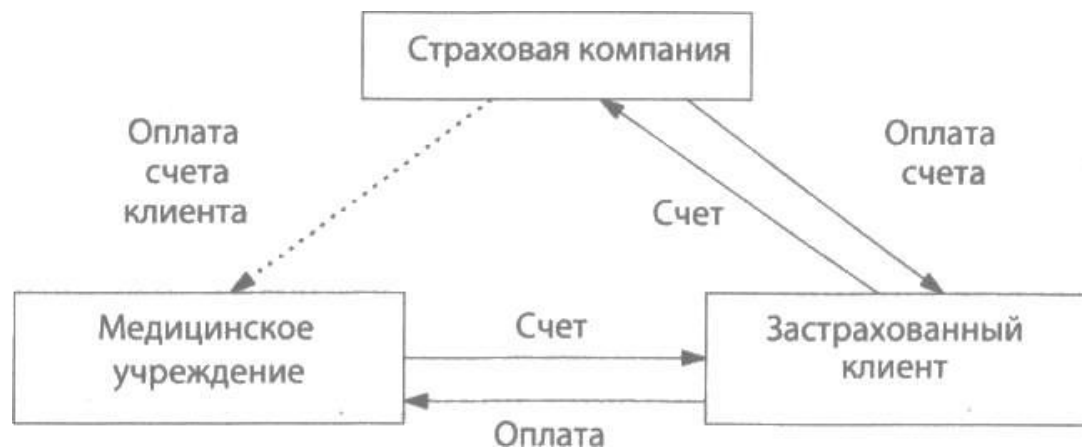 Страховая компания
Оплата
счета
клиента
Оплата
счета
Счет
Медицинское
учреждение
Счет
Застрахованный
клиент
Оплата